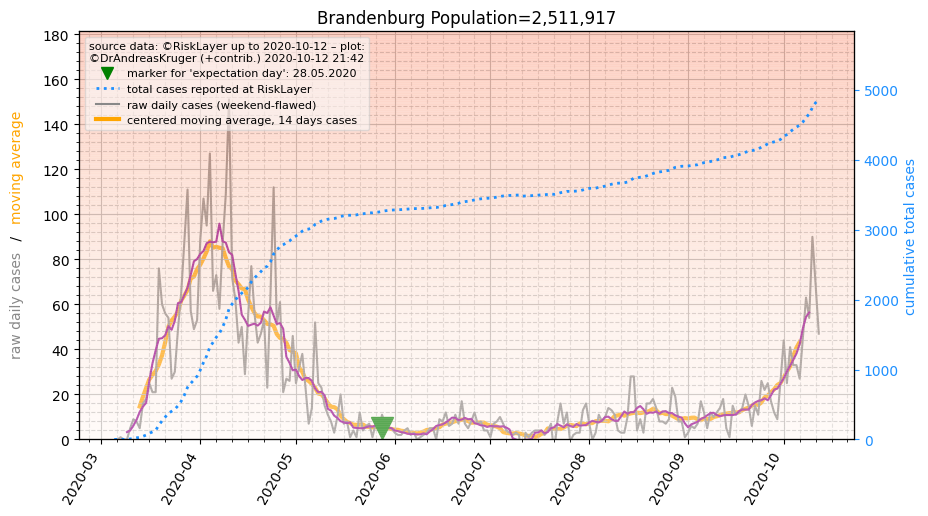 Brandenburg Population=2,511,917
source data: ©RiskLayer up to 2020-10-12 – plot:
©DrAndreasKruger (+contrib.) 2020-10-12 21:42
marker for 'expectation day': 28.05.2020
total cases reported at RiskLayer
raw daily cases (weekend-flawed)
centered moving average, 14 days cases
raw daily cases / moving average
180
160
140
120
100
80
60
40
20
0
5000
4000
3000
2000
1000
0
cumulative total cases
2020-03
2020-04
2020-05
2020-06
2020-07
2020-08
2020-09
2020-10